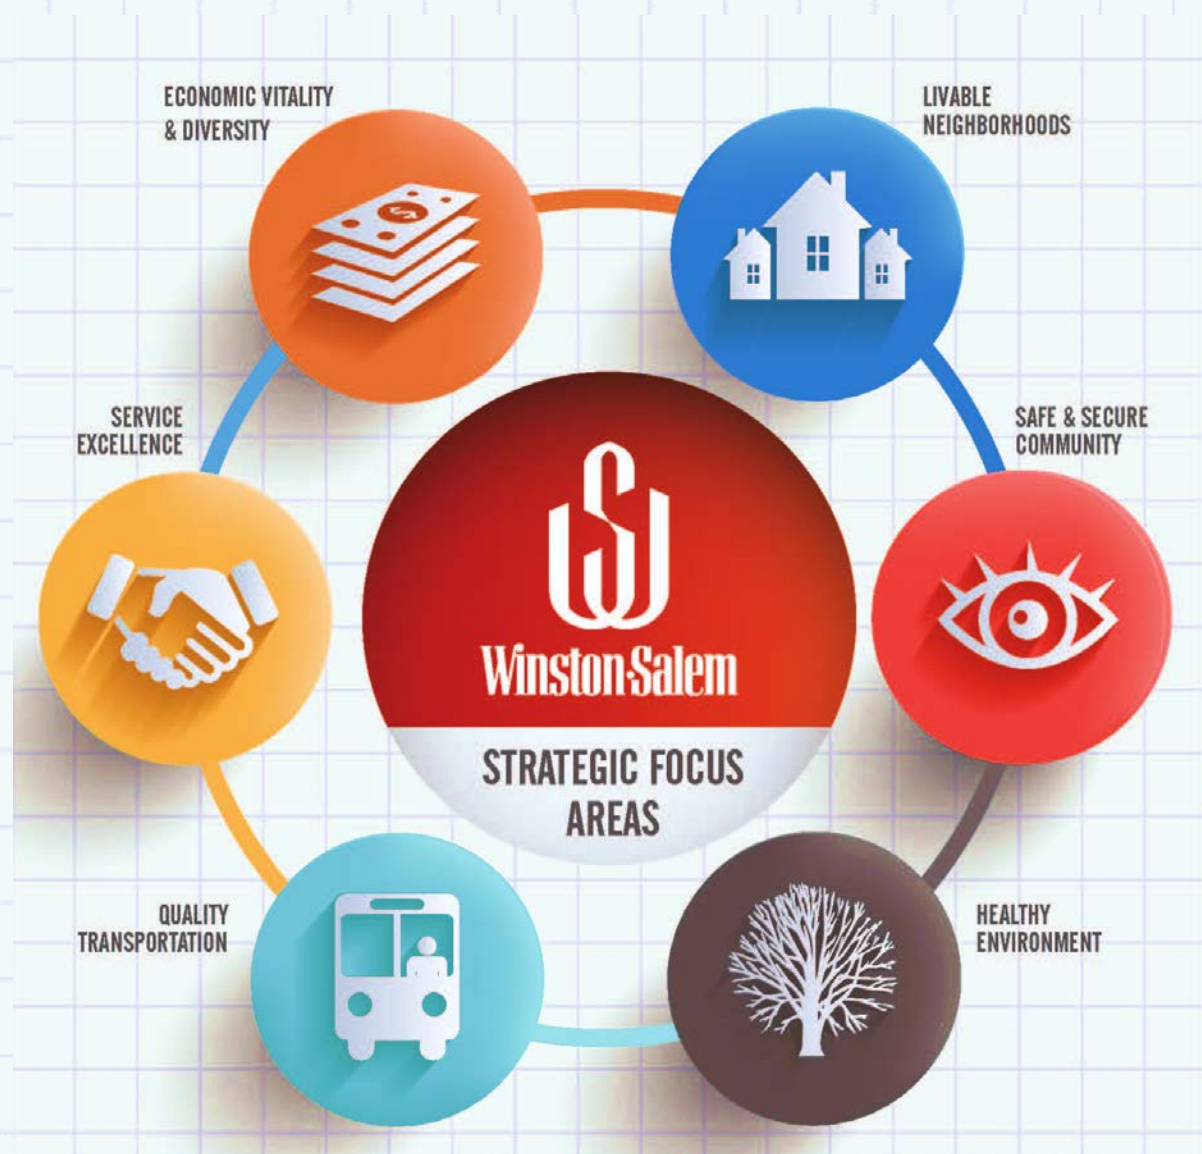 ECONOMIC VITALITY
& DIVERSITY
LIVABLE
NEIGHBORHOODS
SERVICE
EXCELLENCE
SAFE & SECURE
COMMUNITY
$
WS
Winston·Salem
STRATEGIC FOCUS
AREAS
QUALITY
TRANSPORTATION
HEALTHY
ENVIRONMENT